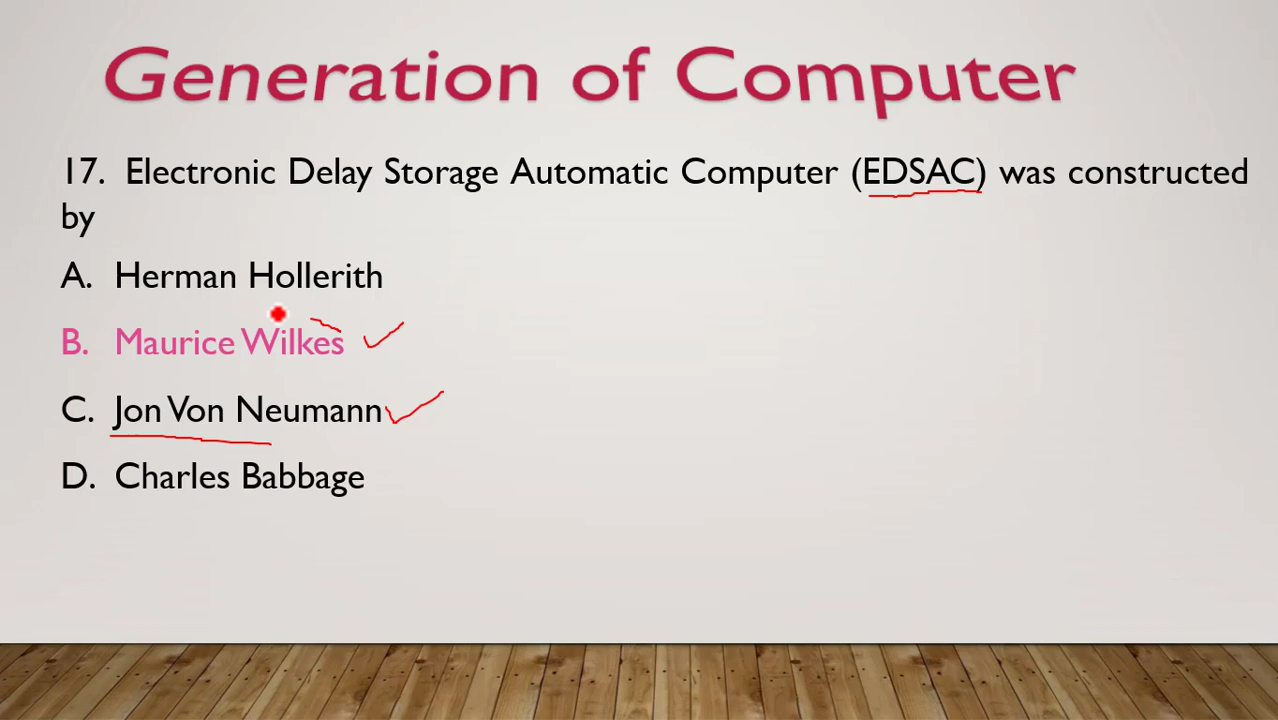 Generation of Computer
17. Electronic Delay Storage Automatic Computer (EDSAC) was constructed
by
A. Herman Hollerith
B. Maurice Wilkes
C. Jon Von Neumann
D. Charles Babbage